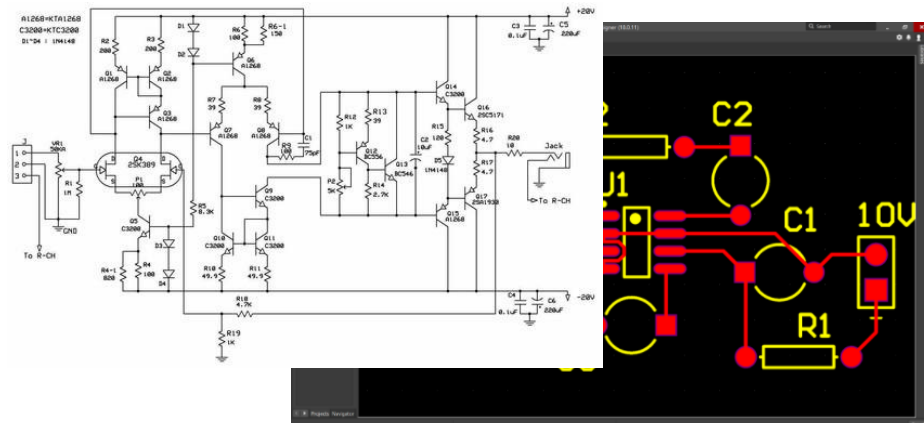 A1268=KTA1268
C3200=KTC3200
D1~D4 : 1N4148
R2
200
R3
200
D1
D2
R6
100
R6-1
150
+20V
C3
0.1uF
C5
220uF
Q1
A1268
Q2
A1268
Q6
A1268
Q3
A1268
R7
39
R8
39
Q7
A1268
Q8
A1268
R9
100
C1
75pF
R12
1K
R13
39
Q12
BC556
Q13
BC546
C2
10uF
P2
5K
R14
2.7K
Q14
C3200
Q16
2SC5171
R15
120
R16
4.7
D5
1N4148
R17
4.7
R20
10
Jack
To R-CH
Q15
A1268
Q17
J
1
2
3
VR1
50KA
R1
1M
GND
To R-CH
Q4
2SK389
D
D
G
G
S
S
P1
100
Q5
C3200
R5
8.3K
D3
D4
R4-1
820
R4
100
Q9
C3200
Q10
C3200
Q11
C3200
R10
49.9
R11
49.9
R18
4.7K
R19
1K
C4
0.1uF
C6
220uF
-20V
(10.0.11)
Search
C2
C1
10V
R1
Projects Navigator